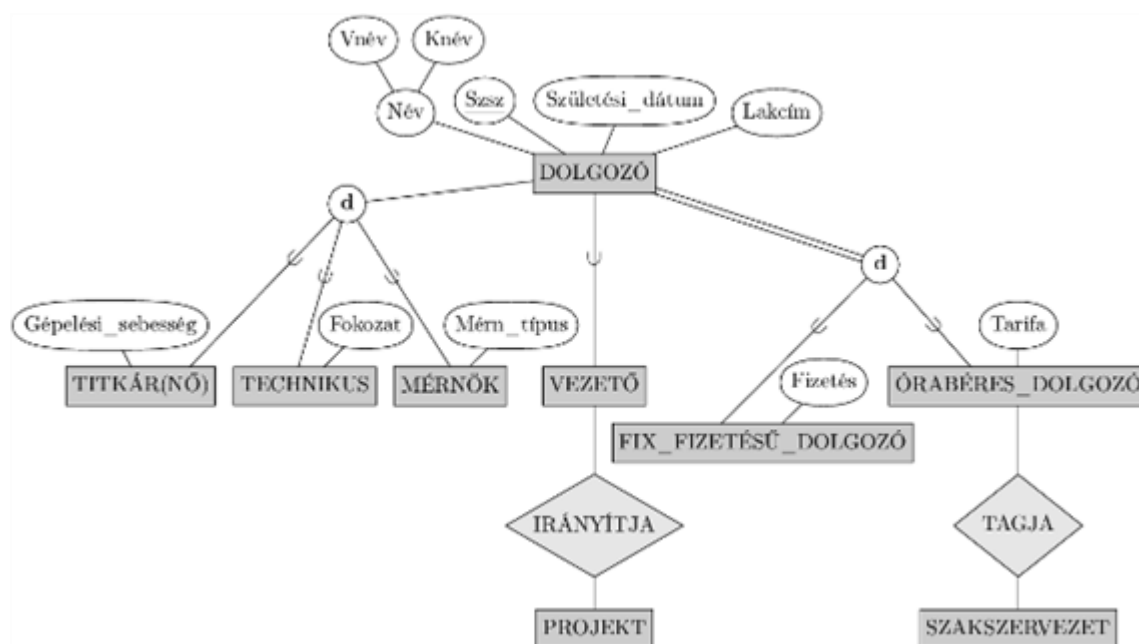 Vnév
Knév
Név
Szsz
Születési_dátum
Lakcím
DOLGOZÓ
d
d
Gépelési_sebesség
Fokozat
Mérn_típus
Fizetés
Tarifa
TITKÁR(NŐ)
TECHNIKUS
MÉRNÖK
VEZETŐ
FIX_FIZETÉSŰ_DOLGOZÓ
ÓRABÉRES_DOLGOZÓ
IRÁNYÍTJA
TAGJA
PROJEKT
SZAKSZERVEZET